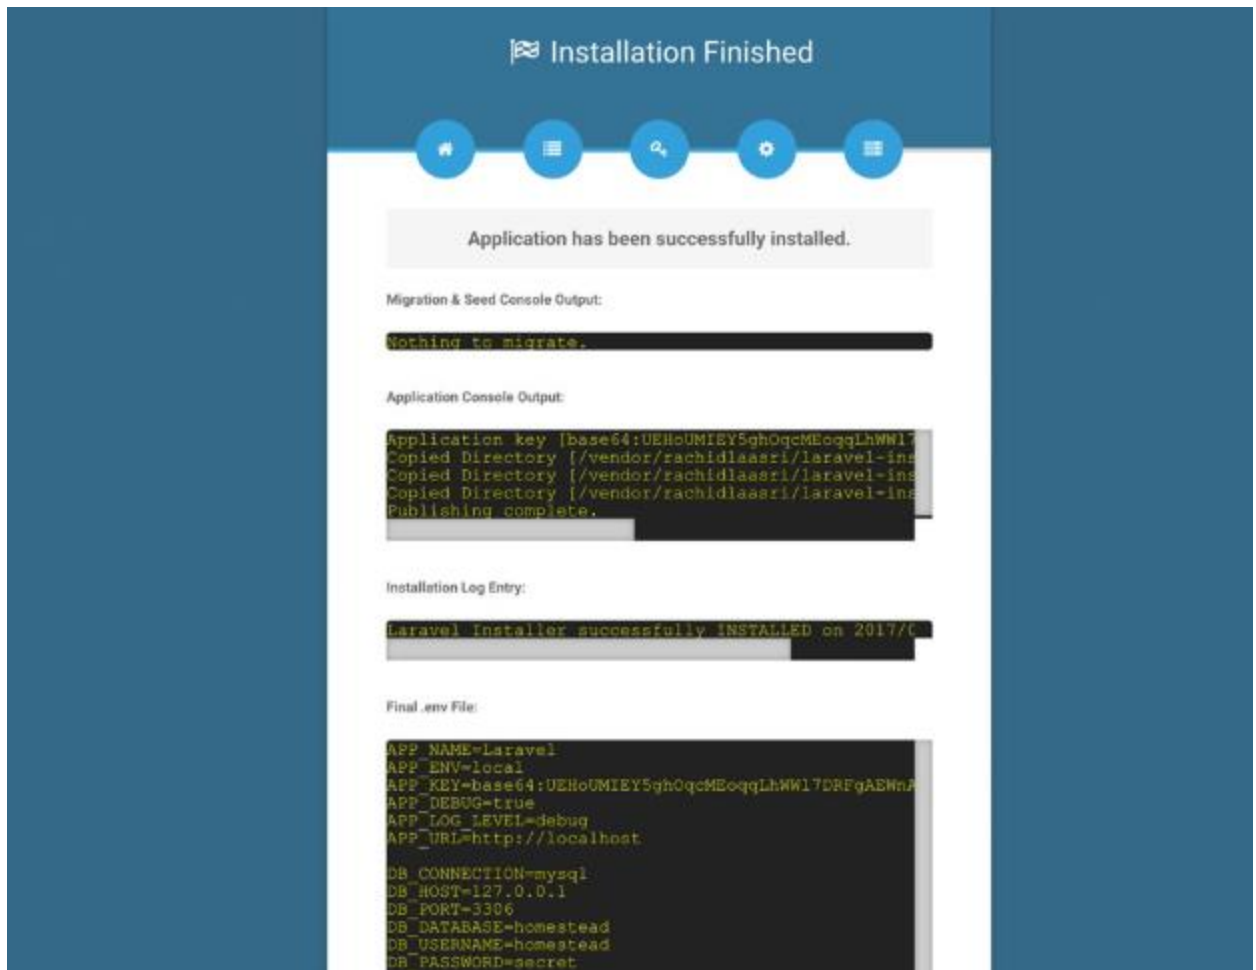 Installation Finished
Application has been successfully installed.
Migration & Seed Console Output:
Nothing to migrate.
Application Console Output:
Application key [base64:
Copied Directory [/vendor/rachidlaasri/laravel-ins
Copied Directory [/vendor/rachidlaasri/laravel-ins
Copied Directory [/vendor/rachidlaasri/laravel-ins
Publishing complete.
Installation Log Entry:
Laravel Installer successfully INSTALLED on 2017/
Final .env File:
APP_NAME=Laravel
APP_ENV=local
APP_KEY=base64:
APP_DEBUG=true
APP_LOG_LEVEL=debug
APP_URL=http://localhost
DB_CONNECTION=mysql
DB_HOST=127.0.0.1
DB_PORT=3306
DB_DATABASE=homestead
DB_USERNAME=homestead
DB_PASSWORD=secret